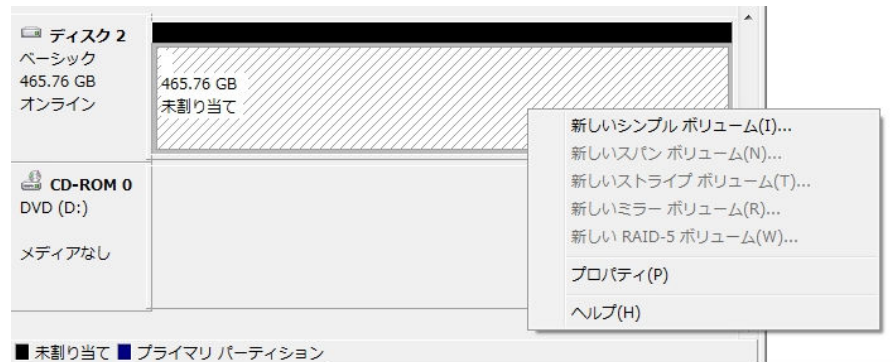 ディスク 2
ベーシック
465.76 GB
オンライン
465.76 GB
未割り当て
新しいシンプル ボリューム(I)...
新しいスパン ボリューム(N)...
新しいストライプ ボリューム(T)...
新しいミラー ボリューム(R)...
新しい RAID-5 ボリューム(W)...
プロパティ(P)
ヘルプ(H)
CD-ROM 0
DVD (D:)
メディアなし
未割り当て プライマリ パーティション